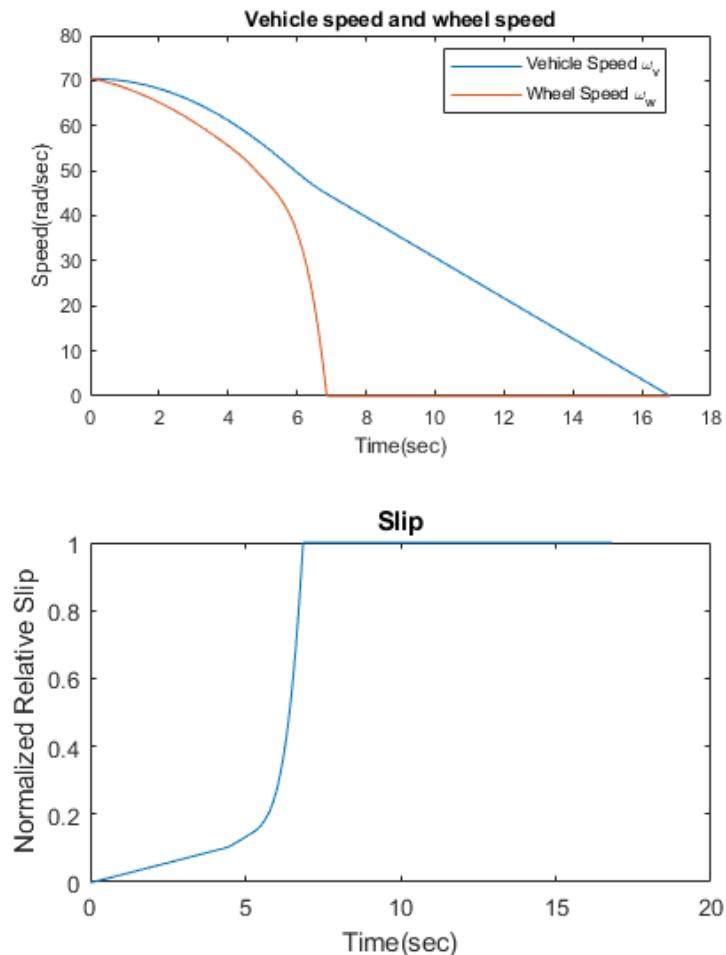 Vehicle speed and wheel speed
80
70
60
50
40
30
20
10
0
Speed(rad/sec)
Vehicle Speed ω_v
Wheel Speed ω_w
0 2 4 6 8 10 12 14 16 18
Time(sec)
Slip
1
0.8
0.6
0.4
0.2
0
Normalized Relative Slip
0 5 10 15 20
Time(sec)